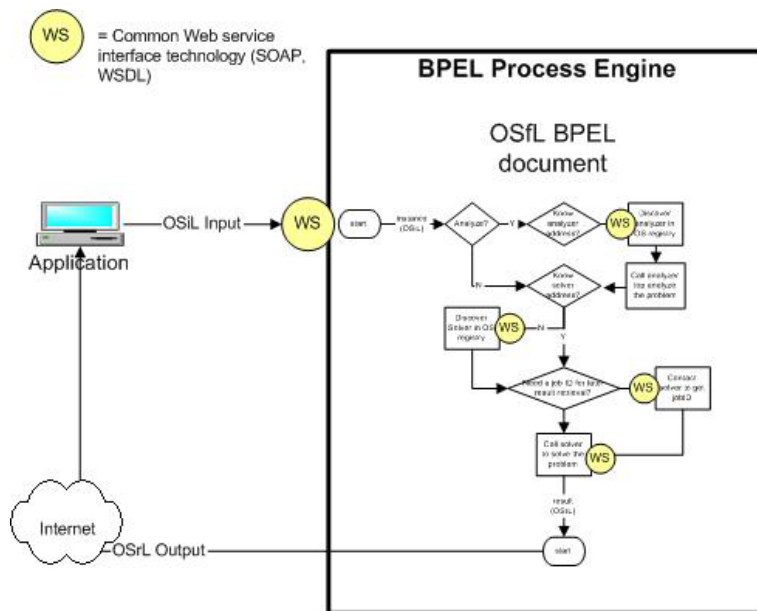 WS
= Common Web service
interface technology (SOAP,
WSDL)
BPEL Process Engine
OSfL BPEL
document
Application
OSiL Input
WS
start
instance
(OSiL)
Analyze?
Y
Know
analyzer
address?
WS
Discover
analyzer in
OS registry
N
Know
solver
address?
Call analyzer
to analyze
the problem
Discover
Solver in OS
registry
WS
N
Y
Need a job ID for later
result retrieval?
WS
Contact
solver to get
jobID
Call solver
to solve the
problem
WS
result
(OSrL)
start
Internet
OSrL Output